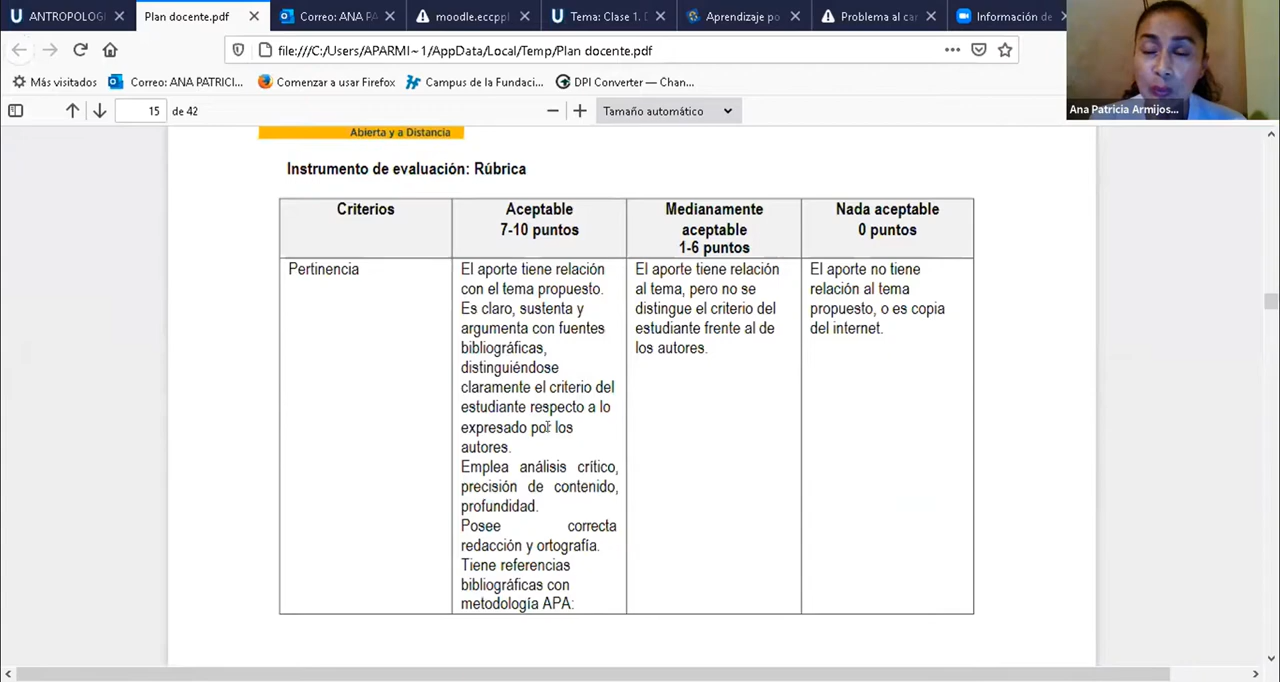 ANTROPOLOGI
Plan docente.pdf
Correo: ANA PA
moodle.eccppl
Tema: Clase 1. D
Aprendizaje po
Problema al car
Información de
file:///C:/Users/APARMI~1/AppData/Local/Temp/Plan docente.pdf
Más visitados
Correo: ANA PATRICI...
Comenzar a usar Firefox
Campus de la Fundaci...
DPI Converter — Chan...
Ana Patricia Armijos...
15 de 42
Tamaño automático
Abierta y a Distancia
Instrumento de evaluación: Rúbrica
Criterios
Aceptable
7-10 puntos
Medianamente
aceptable
1-6 puntos
Nada aceptable
0 puntos
Pertinencia
El aporte tiene relación
con el tema propuesto.
Es claro, sustenta y
argumenta con fuentes
bibliográficas,
distinguiéndose
claramente el criterio del
estudiante respecto a lo
expresado por los
autores.
Emplea análisis crítico,
precisión de contenido,
profundidad.
Posee correcta
redacción y ortografía.
Tiene referencias
bibliográficas con
metodología APA:
El aporte tiene relación
al tema, pero no se
distingue el criterio del
estudiante frente al de
los autores.
El aporte no tiene
relación al tema
propuesto, o es copia
del internet.